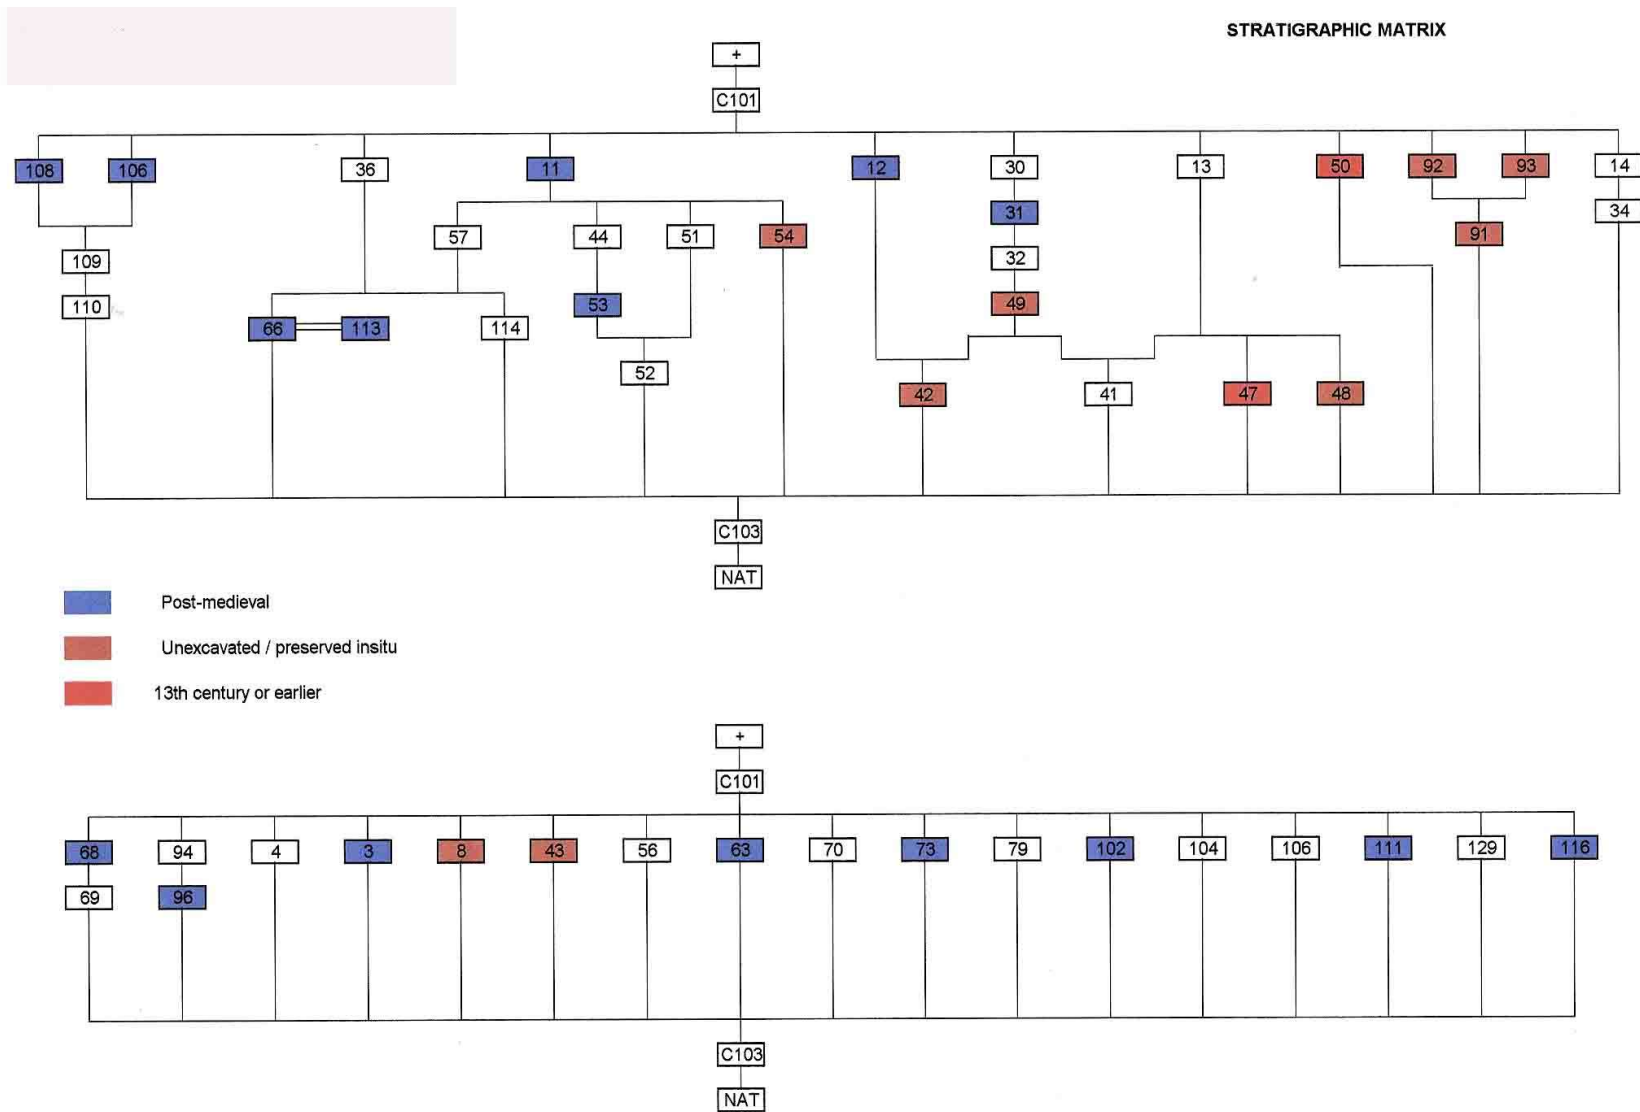 STRATIGRAPHIC MATRIX
+
C101
108 106 36 11 12 30 13 50 92 93 14
31 34
57 44 51 54 91
109 32
110 53 49
66 113 114
52
42 41 47 48
C103
NAT
Post-medieval
Unexcavated / preserved insitu
13th century or earlier
+
C101
68 94 4 3 8 43 56 63 70 73 79 102 104 106 111 129 116
69 96
C103
NAT